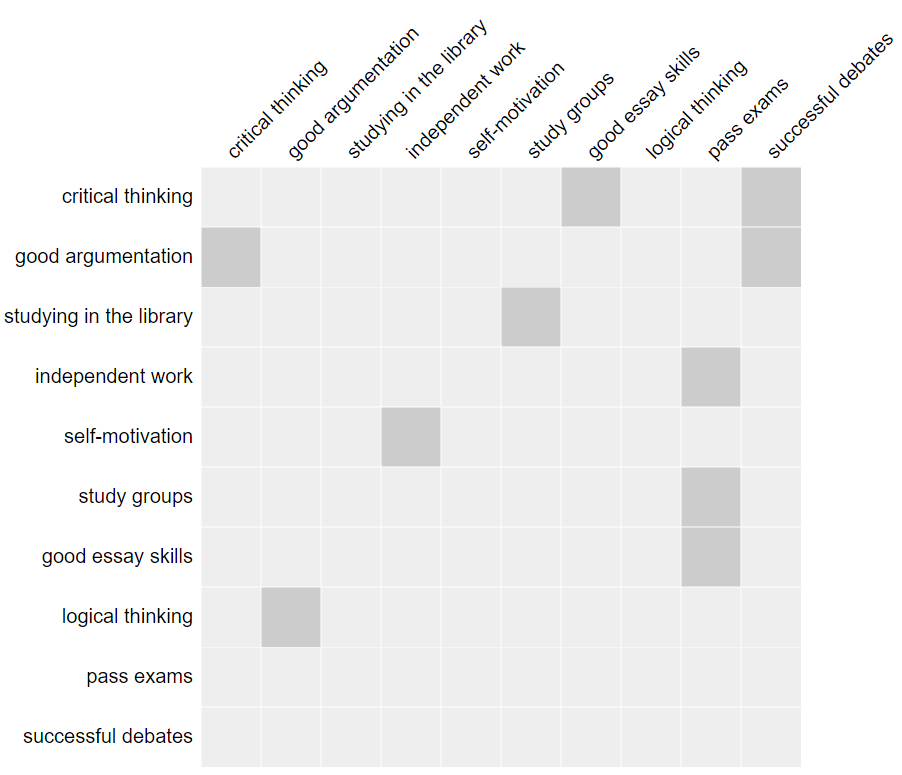 critical thinking
good argumentation
studying in the library
independent work
self-motivation
study groups
good essay skills
logical thinking
pass exams
successful debates
critical thinking
good argumentation
studying in the library
independent work
self-motivation
study groups
good essay skills
logical thinking
pass exams
successful debates